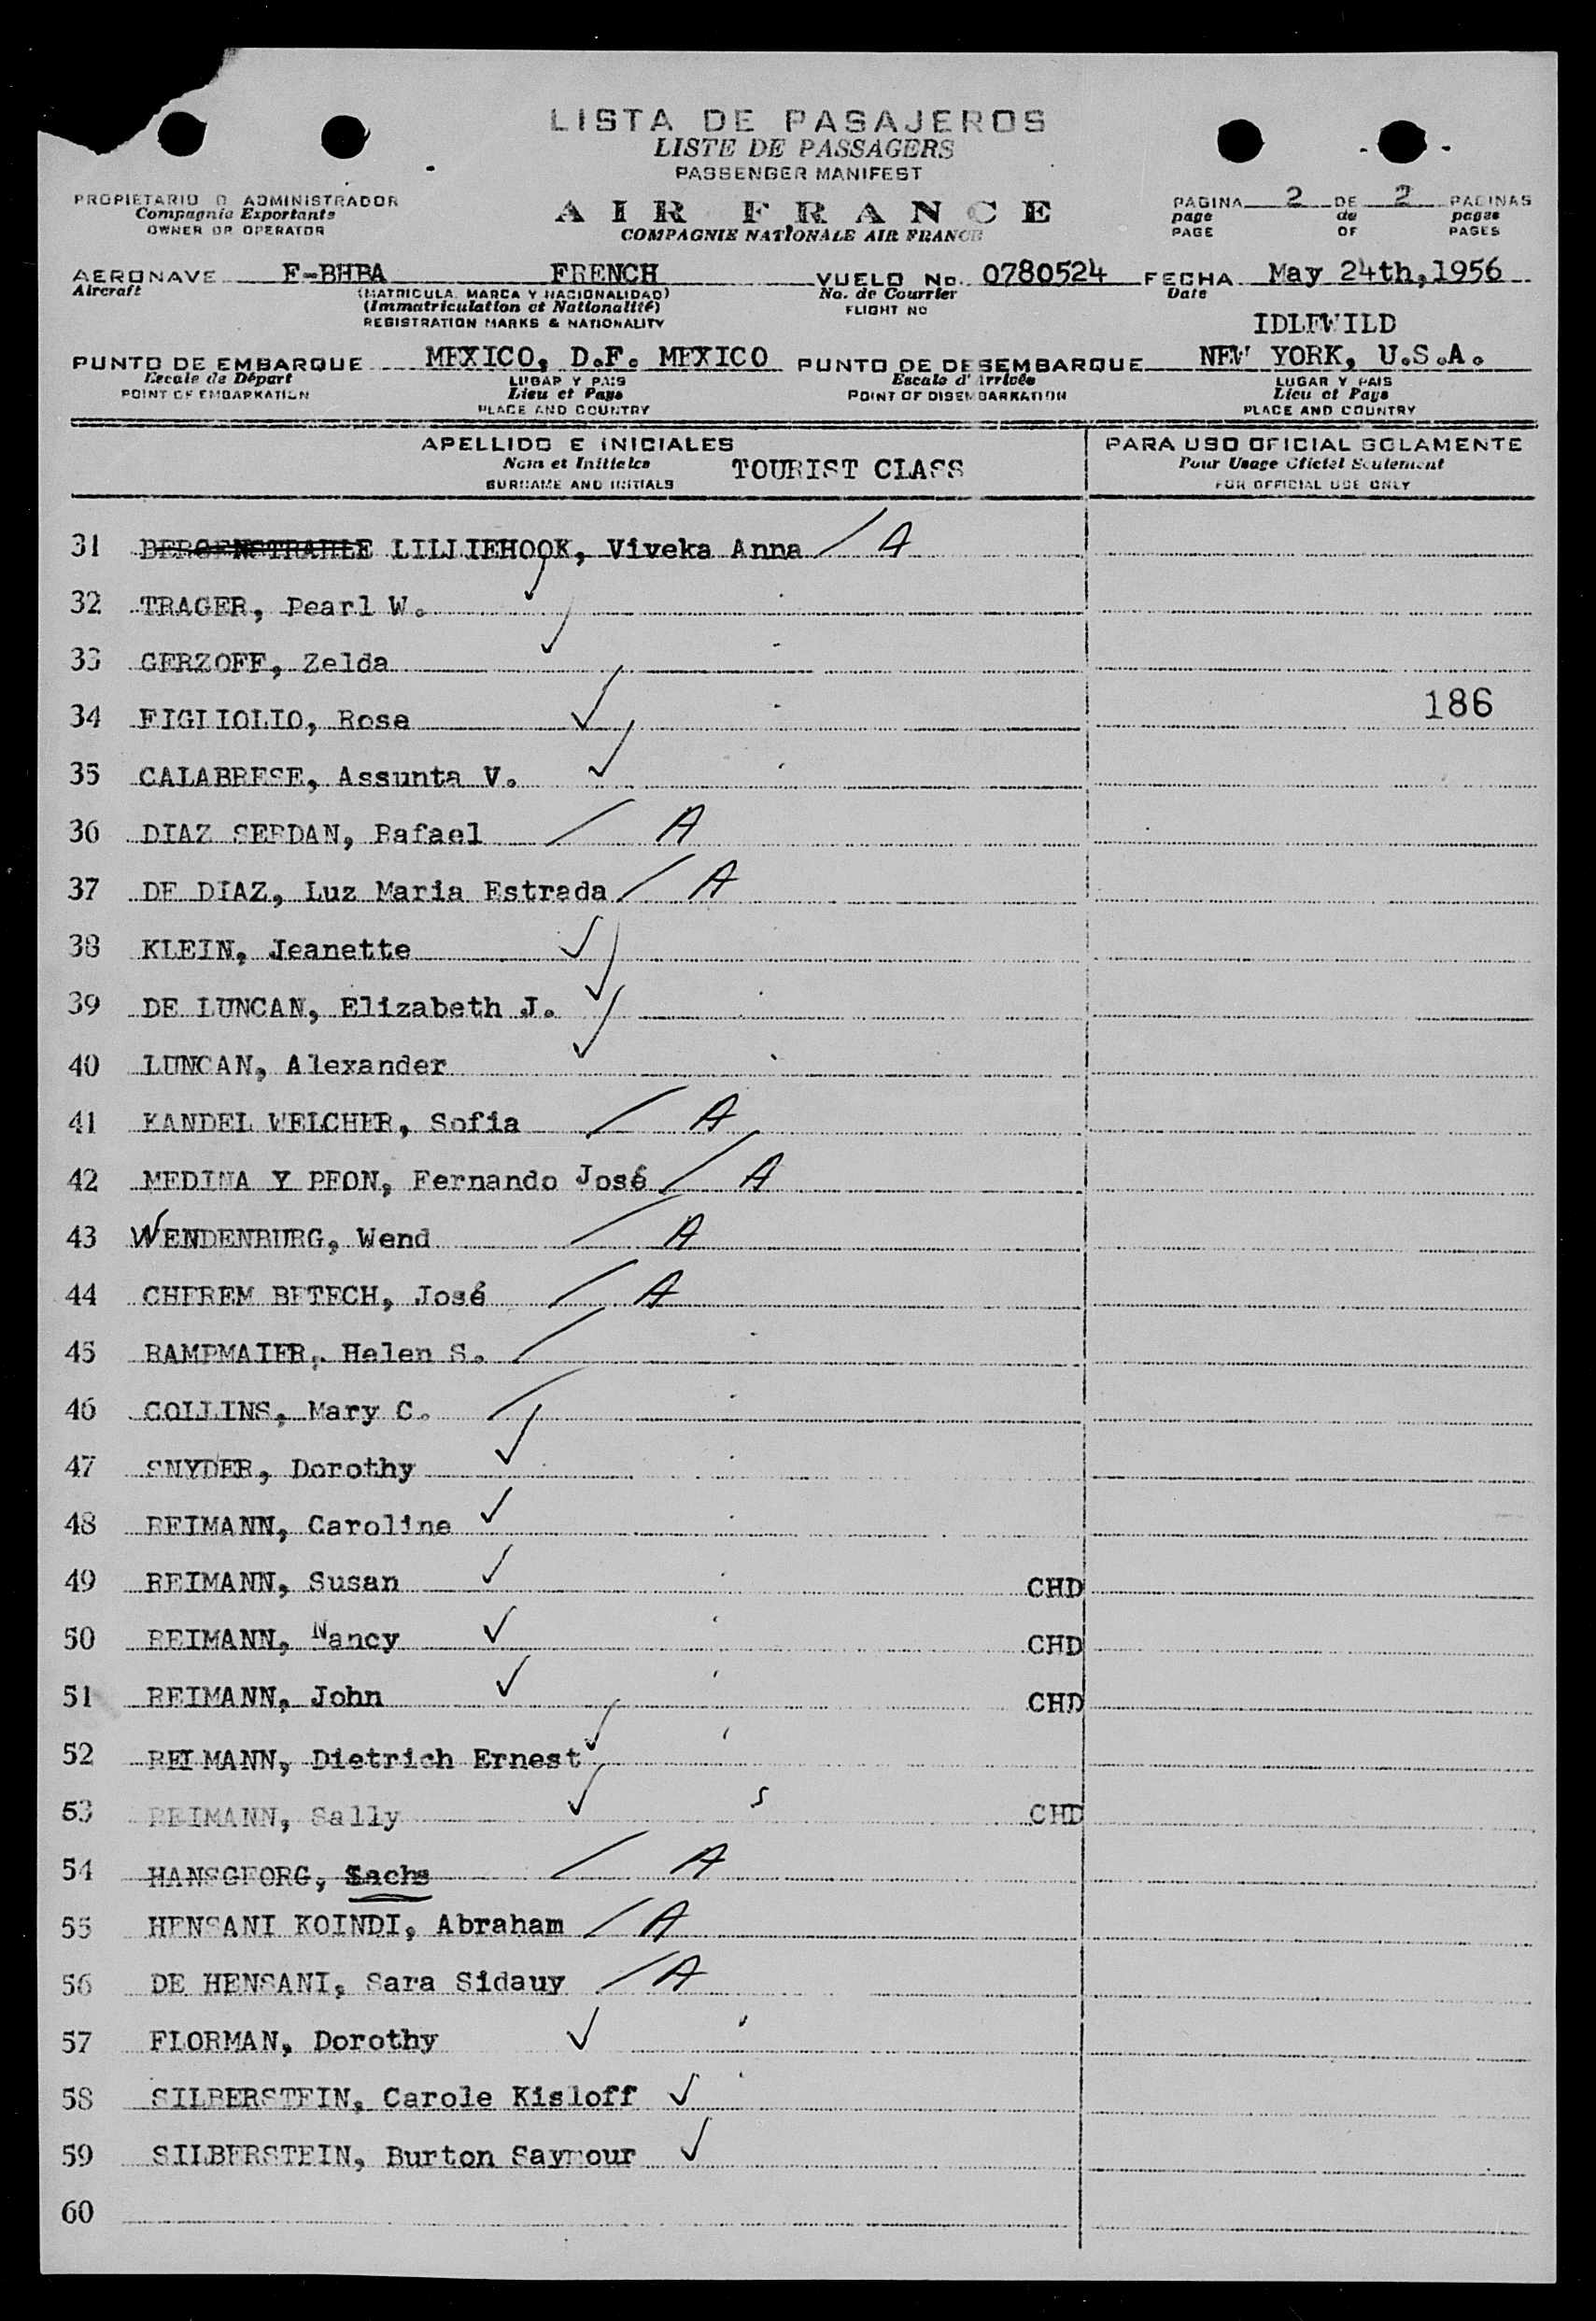 LISTA DE PASAJEROS
LISTE DE PASSAGERS
PASSENGER MANIFEST
PROPIETARIO O ADMINISTRADOR
Compagnie Exportante
OWNER OR OPERATOR
AIR FRANCE
COMPAGNIE NATIONALE AIR FRANCE
PAGINA 2 DE 2 PAGINAS
page de pages
PAGE OF PAGES
AERONAVE F-BHBA FRENCH VUELO No. 0780524 FECHA May 24th,1956
Aircraft (MATRICULA, MARCA Y NACIONALIDAD) No. de Courrier Date
(Immatriculation et Nationalité) FLIGHT NO
REGISTRATION MARKS & NATIONALITY
IDLEWILD
PUNTO DE EMBARQUE MEXICO, D.F. MEXICO PUNTO DE DESEMBARQUE NEW YORK, U.S.A.
Escale de Départ LUGAR Y PAIS Escale d'Arrivée LUGAR Y PAIS
POINT OF EMBARKATION Lieu et Pays POINT OF DISEMBARKATION Lieu et Pays
PLACE AND COUNTRY PLACE AND COUNTRY
APELLIDO E INICIALES PARA USO OFICIAL SOLAMENTE
Nom et Initiales TOURIST CLASS Pour Usage Officiel Seulement
SURNAME AND INITIALS FOR OFFICIAL USE ONLY
31 LILLIEHOOK, Viveka Anna / A
32 TRAGER, Pearl W. ✓
33 GERZOFF, Zelda ✓
34 FIGLIOLIO, Rose ✓ 186
35 CALABRESE, Assunta V. ✓
36 DIAZ SERDAN, Rafael / A
37 DE DIAZ, Luz Maria Estrada / A
38 KLEIN, Jeanette ✓
39 DE LUNCAN, Elizabeth J. ✓
40 LUNCAN, Alexander ✓
41 KANDEL WELCHER, Sofia / A
42 MEDINA Y PEON, Fernando José / A
43 WENDENBURG, Wend / A
44 CHEREM BETECH, José / A
45 RAMPMAIER, Helen S. /
46 COLLINS, Mary C. /
47 SNYDER, Dorothy ✓
48 REIMANN, Caroline ✓
49 REIMANN, Susan ✓ CHD
50 REIMANN, Nancy ✓ CHD
51 REIMANN, John ✓ CHD
52 REIMANN, Dietrich Ernest ✓
53 REIMANN, Sally ✓ CHD
54 HANSGEORG, Sachs / A
55 HENSANI KOINDI, Abraham / A
56 DE HENSANI, Sara Sidauy / A
57 FLORMAN, Dorothy ✓
58 SILBERSTEIN, Carole Kisloff ✓
59 SILBERSTEIN, Burton Saymour ✓
60